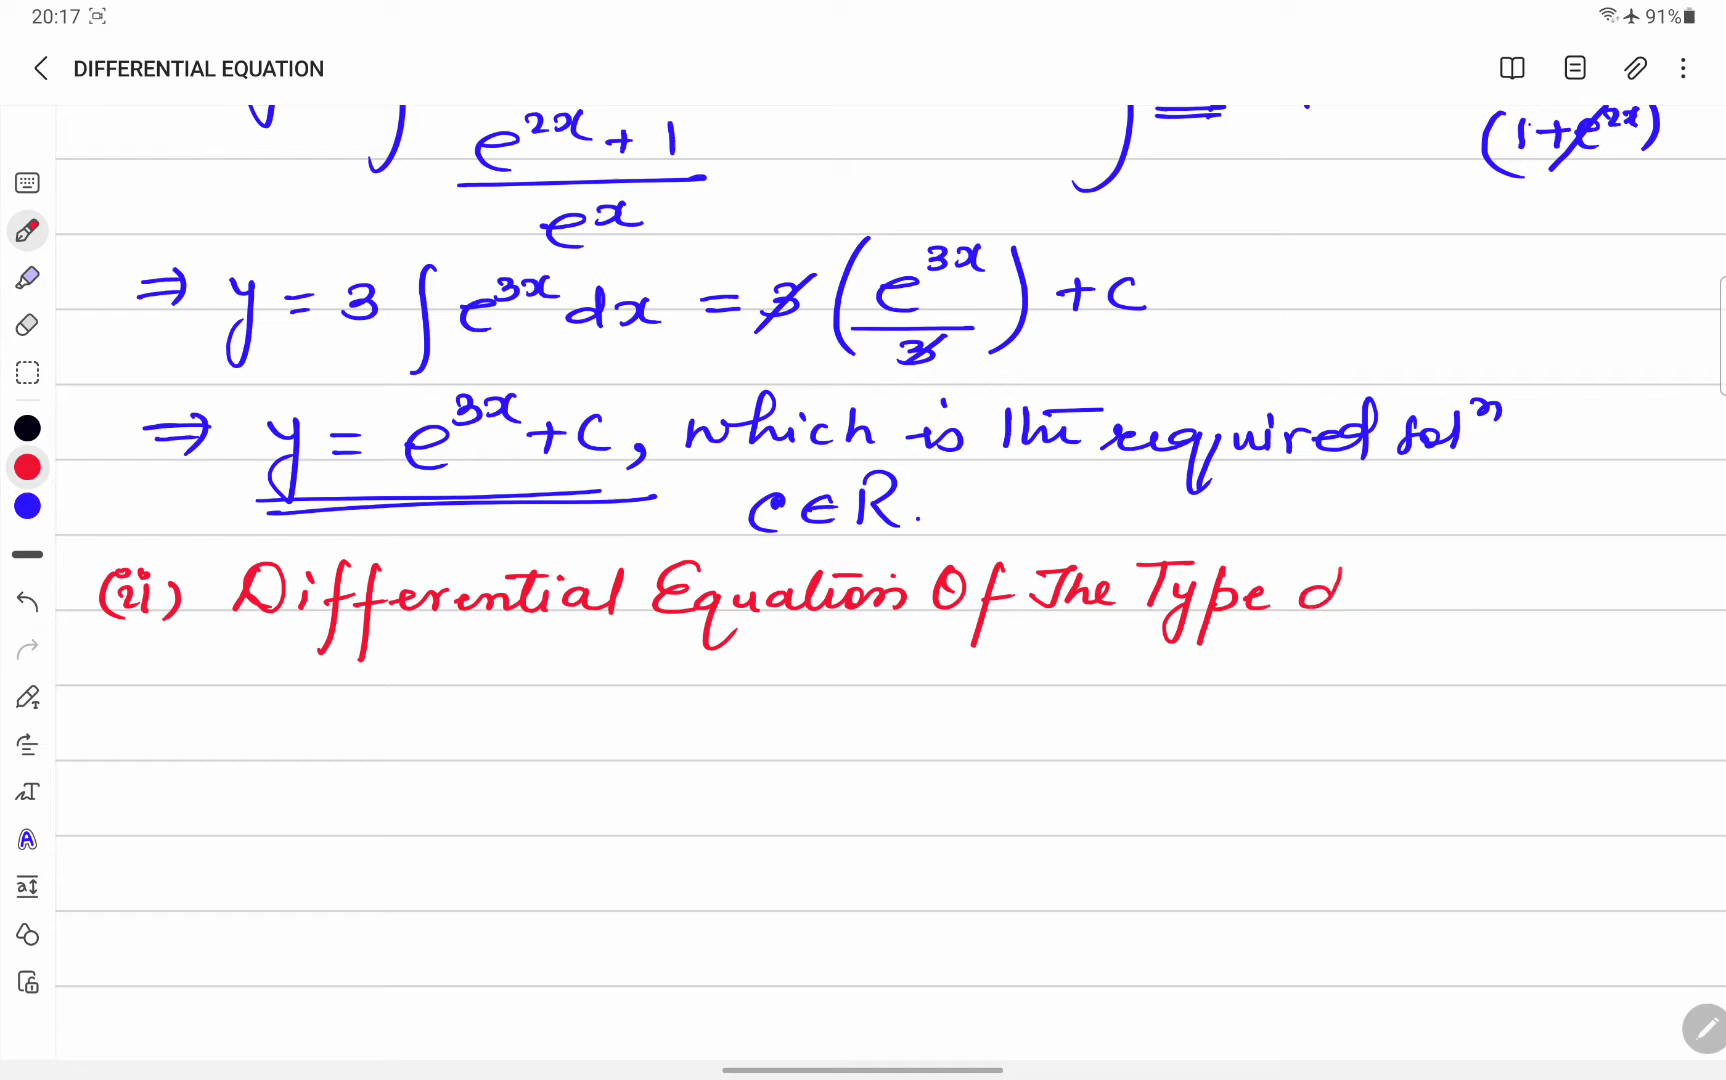 20:17 91%
DIFFERENTIAL EQUATION
e^{2x} + 1 (1 + e^{2x})
e^x
⇒ y = 3 ∫ e^{3x} dx = 3 (e^{3x}/3) + C
⇒ y = e^{3x} + C, which is the required solⁿ
C ∈ R.
(ii) Differential Equations Of The Type d